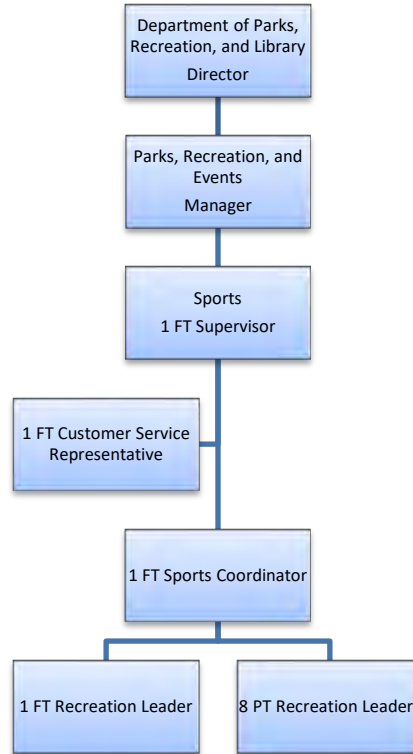 Department of Parks,
Recreation, and Library
Director
Parks, Recreation, and
Events
Manager
Sports
1 FT Supervisor
1 FT Customer Service
Representative
1 FT Sports Coordinator
1 FT Recreation Leader
8 PT Recreation Leader